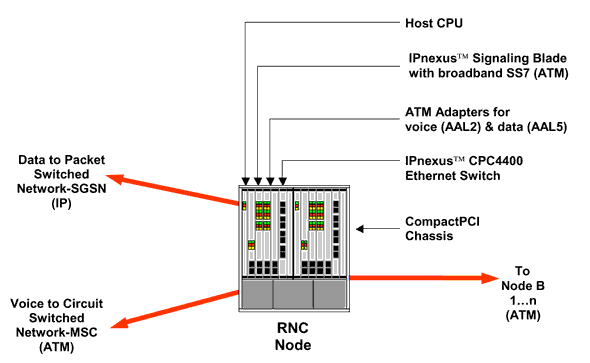 Host CPU
IPnexus™ Signaling Blade
with broadband SS7 (ATM)
ATM Adapters for
voice (AAL2) & data (AAL5)
IPnexus™ CPC4400
Ethernet Switch
Data to Packet
Switched
Network-SGSN
(IP)
CompactPCI
Chassis
To
Node B
1...n
(ATM)
Voice to Circuit
Switched
Network-MSC
(ATM)
RNC
Node